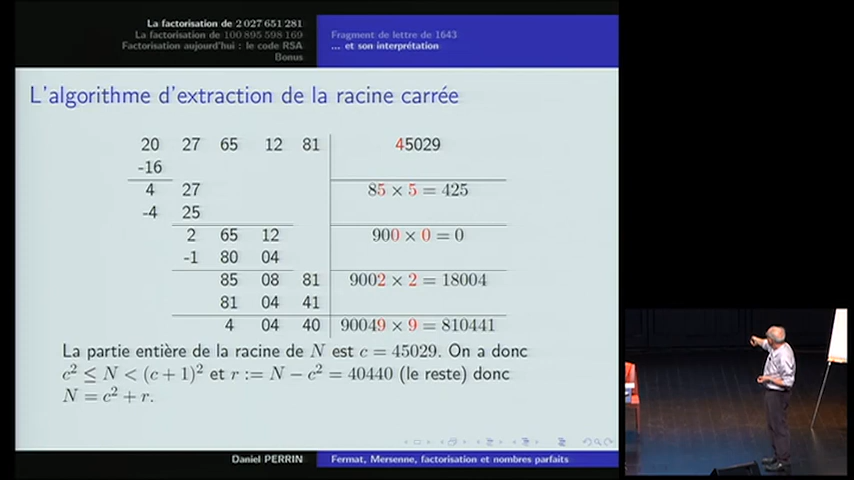 La factorisation de 2 027 651 281
La factorisation de 100 895 598 169
Factorisation aujourd'hui : le code RSA
Bonus
Fragment de lettre de 1643
... et son interprétation
L'algorithme d'extraction de la racine carrée
20 27 65 12 81 45029
-16
4 27 85 × 5 = 425
-4 25
2 65 12 900 × 0 = 0
-1 80 04
85 08 81 9002 × 2 = 18004
81 04 41
4 04 40 90049 × 9 = 810441
La partie entière de la racine de N est c = 45029. On a donc
c² ≤ N < (c + 1)² et r := N − c² = 40440 (le reste) donc
N = c² + r.
Daniel PERRIN
Fermat, Mersenne, factorisation et nombres parfaits